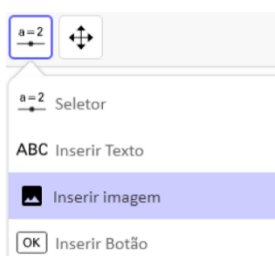 a=2
a=2 Seletor
ABC Inserir Texto
Inserir imagem
OK Inserir Botão